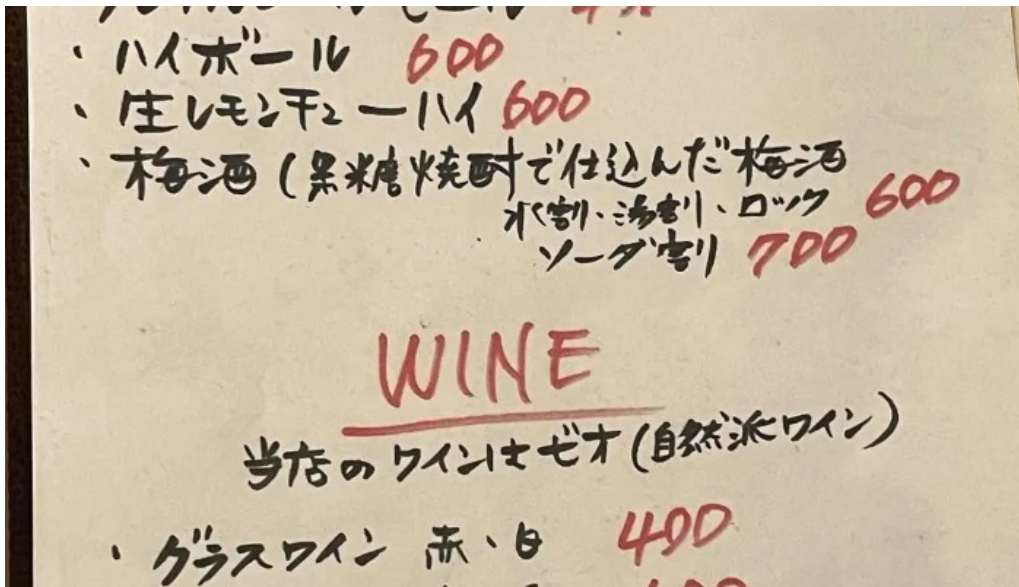 ・ハイボール 600
・生レモンチューハイ 600
・梅酒(黒糖焼酎で仕込んだ梅酒
水割り・湯割り・ロック 600
ソーダ割り 700
WINE
当店のワインはビオ(自然派ワイン)
・グラスワイン 赤・白 400